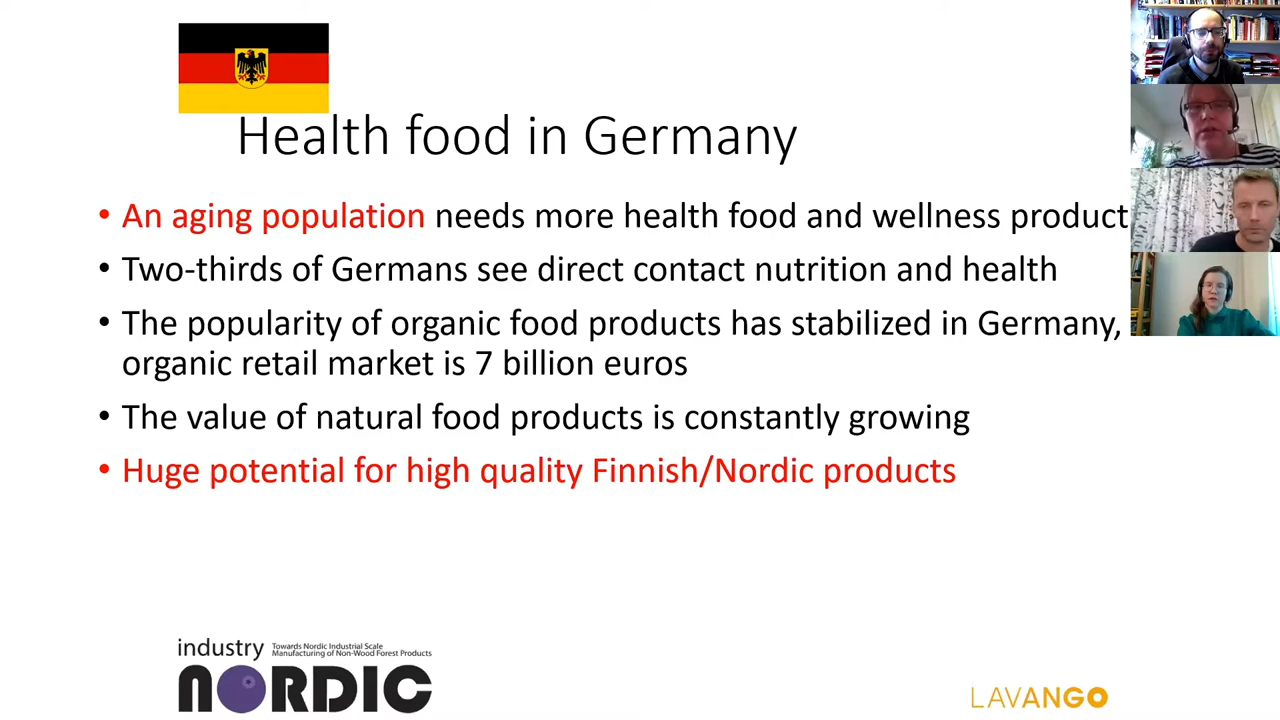 Health food in Germany
• An aging population needs more health food and wellness product
• Two-thirds of Germans see direct contact nutrition and health
• The popularity of organic food products has stabilized in Germany,
organic retail market is 7 billion euros
• The value of natural food products is constantly growing
• Huge potential for high quality Finnish/Nordic products
industry Towards Nordic Industrial Scale
Manufacturing of Non-Wood Forest Products
NORDIC
LAVANGO